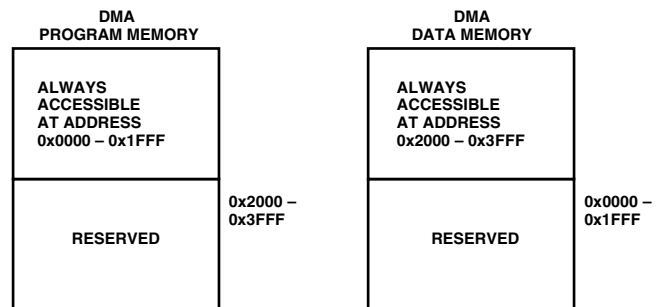 DMA
PROGRAM MEMORY
ALWAYS
ACCESSIBLE
AT ADDRESS
0x0000 – 0x1FFF
0x2000 –
0x3FFF
RESERVED
DMA
DATA MEMORY
ALWAYS
ACCESSIBLE
AT ADDRESS
0x2000 – 0x3FFF
0x0000 –
0x1FFF
RESERVED